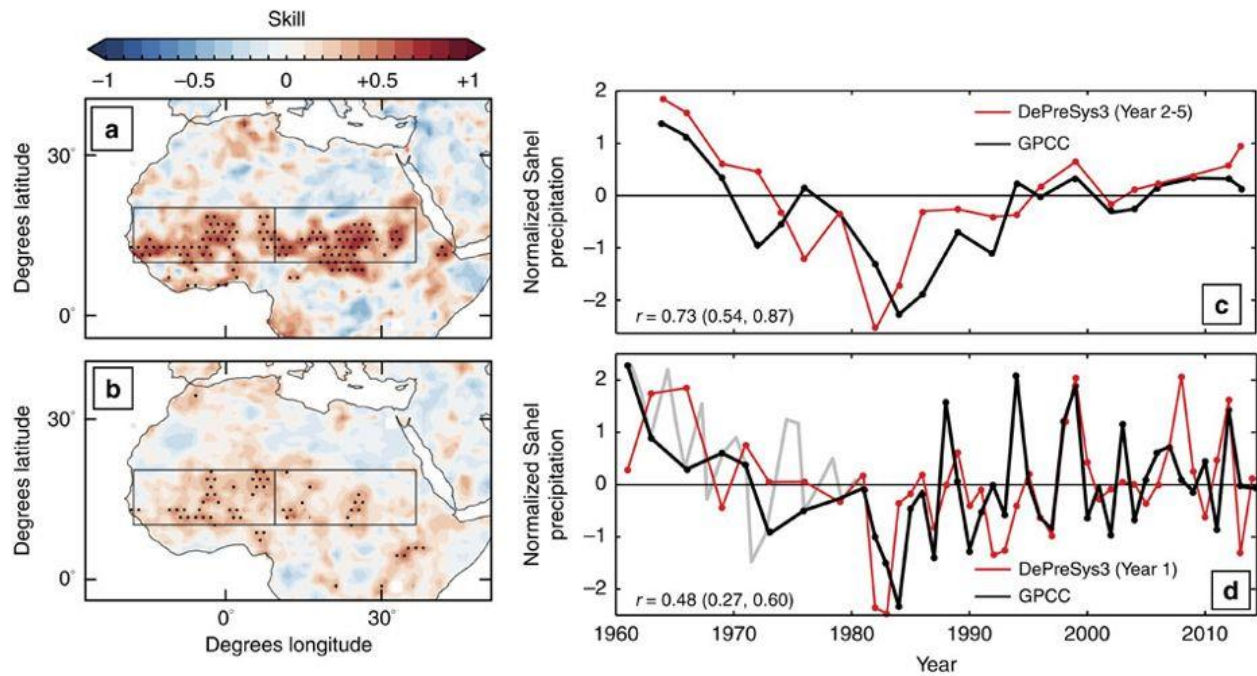 Skill
−1 −0.5 0 +0.5 +1
a
30°
0°
Degrees latitude
b
30°
0°
Degrees latitude
0° 30°
Degrees longitude
2
1
0
−1
−2
Normalized Sahel
precipitation
DePreSys3 (Year 2-5)
GPCC
r = 0.73 (0.54, 0.87)
c
2
1
0
−1
−2
Normalized Sahel
precipitation
DePreSys3 (Year 1)
GPCC
r = 0.48 (0.27, 0.60)
d
1960 1970 1980 1990 2000 2010
Year